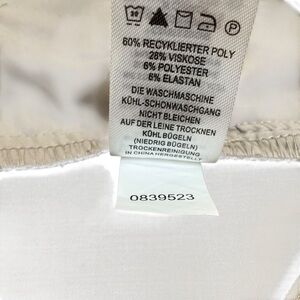 60% RECYKLIERTER POLY
28% VISKOSE
6% POLYESTER
6% ELASTAN
DIE WASCHMASCHINE
KÜHL-SCHONWASCHGANG
NICHT BLEICHEN
AUF DER LEINE TROCKNEN
KÜHL BÜGELN
(NIEDRIG BÜGELN)
TROCKENREINIGUNG
IN CHINA HERGESTELLT
0839523